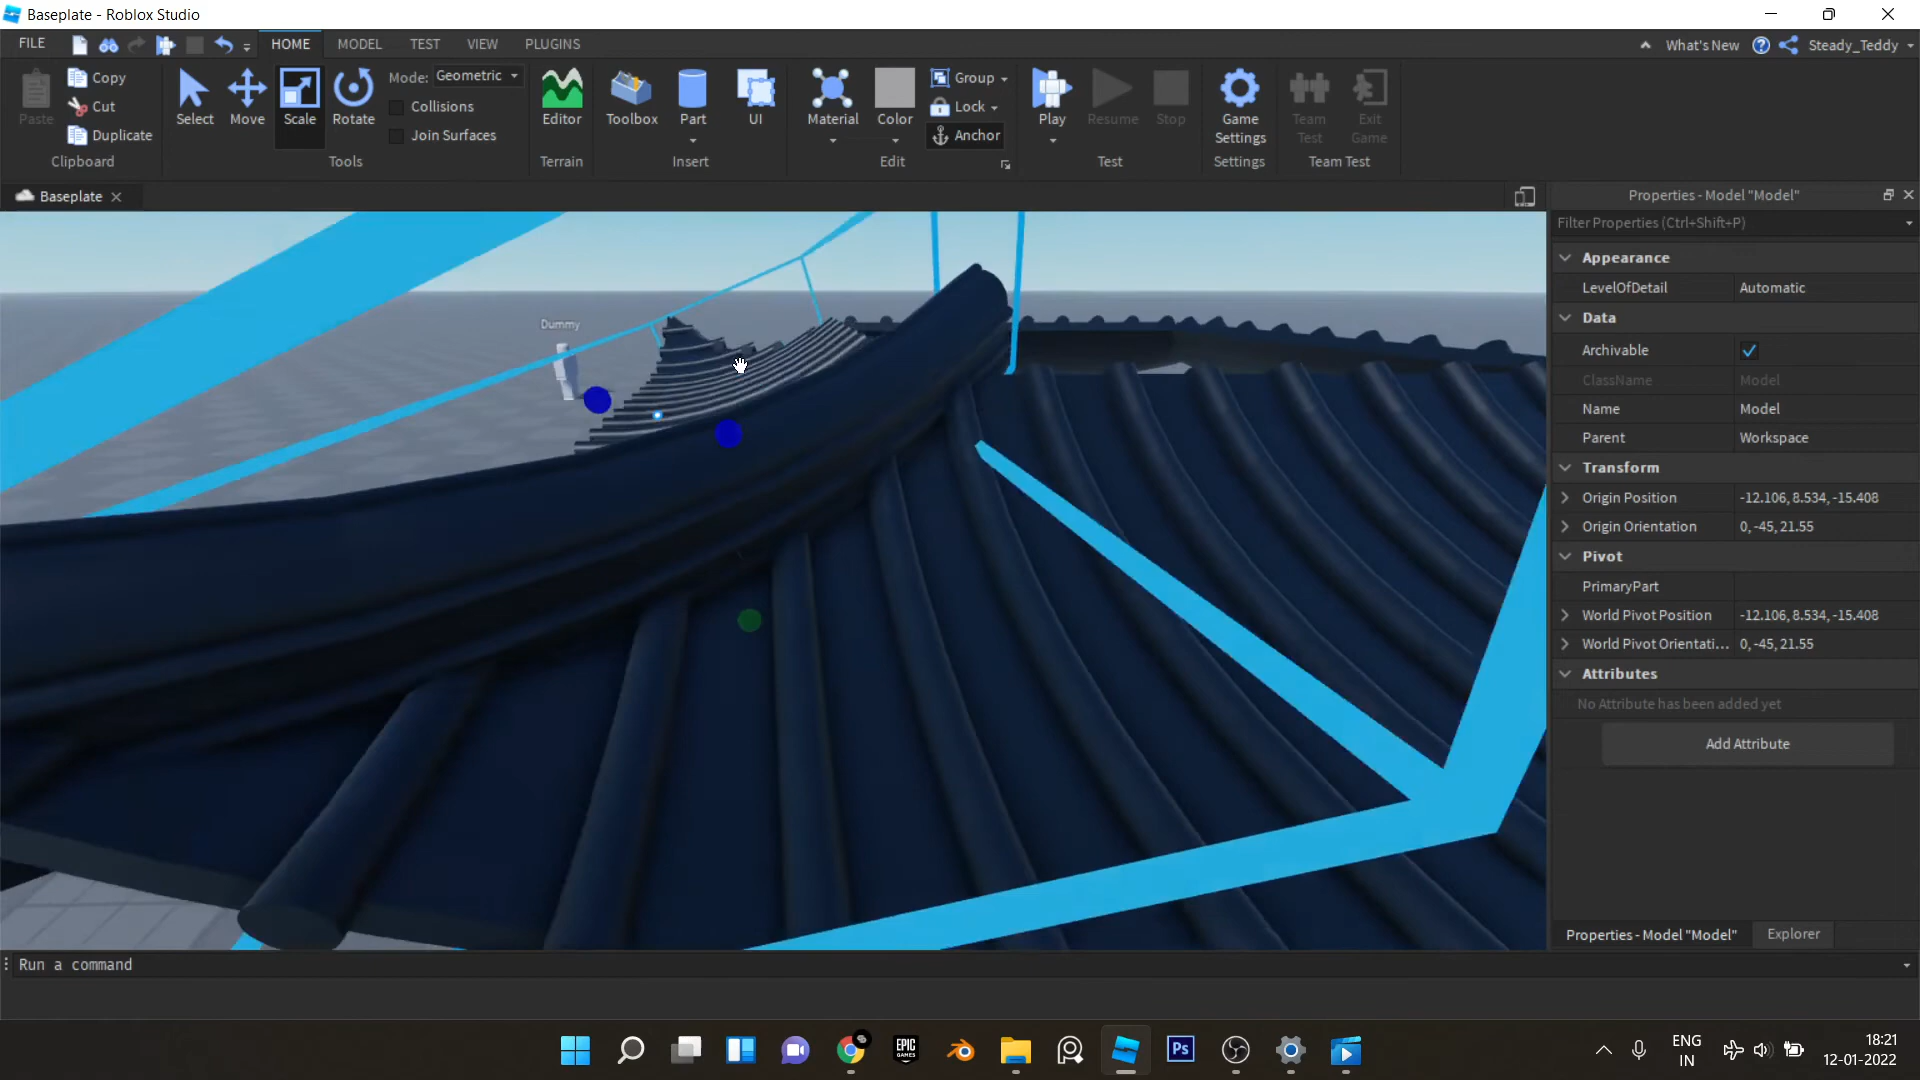 Baseplate - Roblox Studio
FILE
HOME
MODEL
TEST
VIEW
PLUGINS
What's New
Steady_Teddy
Paste
Copy
Cut
Duplicate
Clipboard
Select
Move
Scale
Rotate
Mode: Geometric
Collisions
Join Surfaces
Tools
Editor
Terrain
Toolbox
Part
UI
Insert
Material
Color
Group
Lock
Anchor
Edit
Play
Resume
Stop
Test
Game
Settings
Settings
Team
Test
Exit
Game
Team Test
Baseplate
Dummy
Properties - Model "Model"
Filter Properties (Ctrl+Shift+P)
Appearance
LevelOfDetail Automatic
Data
Archivable
ClassName Model
Name Model
Parent Workspace
Transform
Origin Position -12.106, 8.534, -15.408
Origin Orientation 0, -45, 21.55
Pivot
PrimaryPart
World Pivot Position -12.106, 8.534, -15.408
World Pivot Orientati... 0, -45, 21.55
Attributes
No Attribute has been added yet
Add Attribute
Properties - Model "Model"
Explorer
Run a command
EPIC
GAMES
Ps
ENG
IN
18:21
12-01-2022